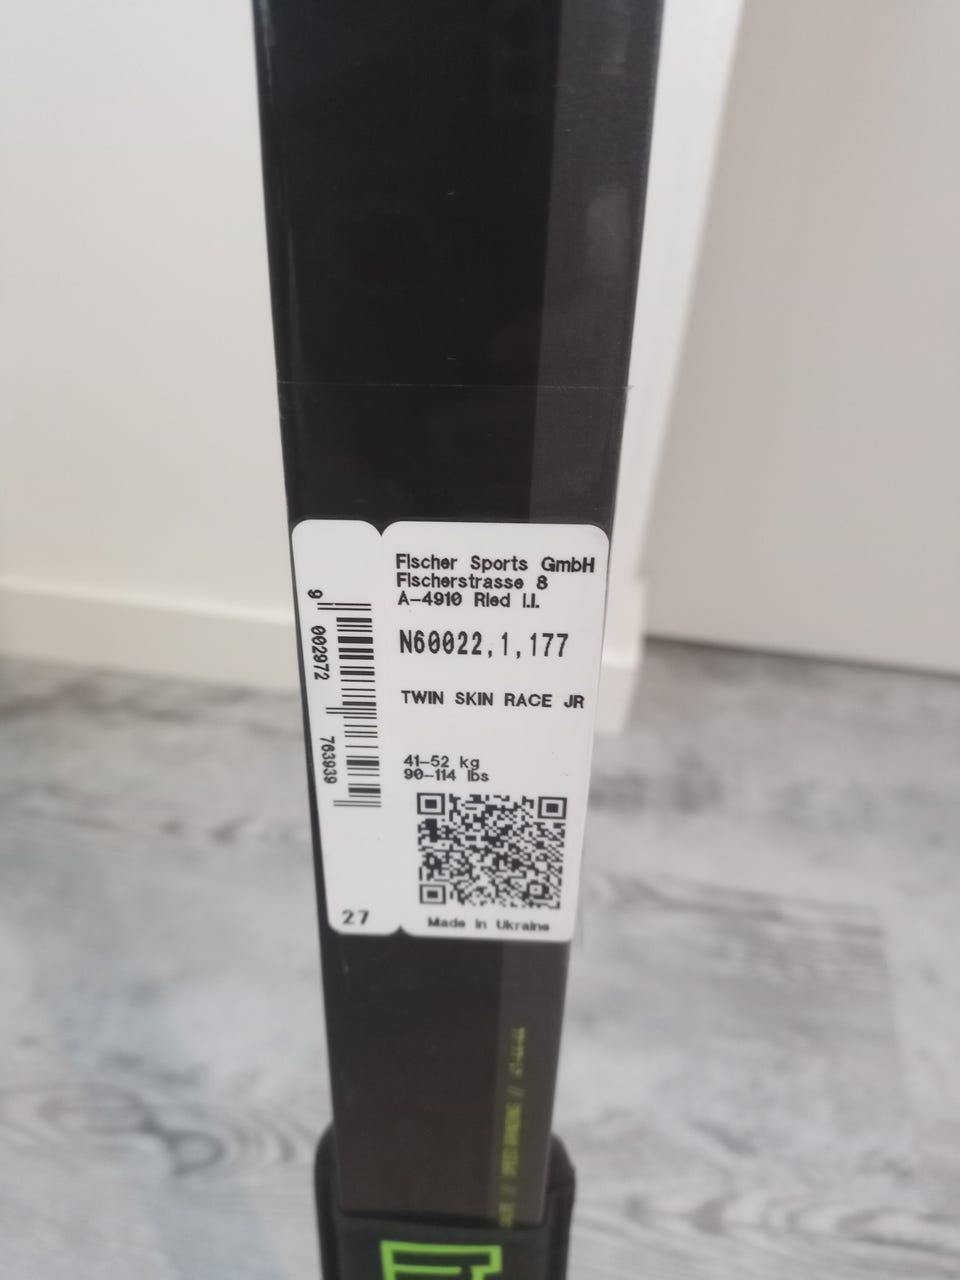 Fischer Sports GmbH
Fischerstrasse 8
A-4910 Ried I.I.
N60022,1,177
TWIN SKIN RACE JR
41-52 kg
90-114 lbs
Made in Ukraine
9 002972 763939
27